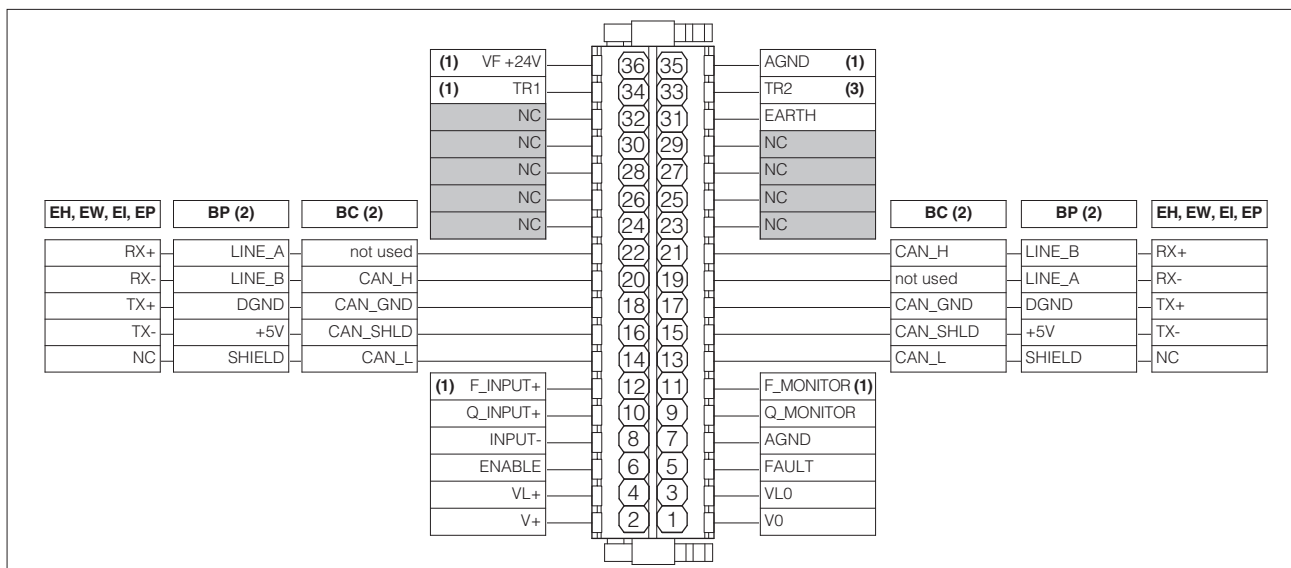 (1) VF +24V 36 35 AGND (1)
(1) TR1 34 33 TR2 (3)
NC 32 31 EARTH
NC 30 29 NC
NC 28 27 NC
NC 26 25 NC
NC 24 23 NC
EH, EW, EI, EP BP (2) BC (2) BC (2) BP (2) EH, EW, EI, EP
RX+ LINE_A not used 22 21 CAN_H LINE_B RX+
RX- LINE_B CAN_H 20 19 not used LINE_A RX-
TX+ DGND CAN_GND 18 17 CAN_GND DGND TX+
TX- +5V CAN_SHLD 16 15 CAN_SHLD +5V TX-
NC SHIELD CAN_L 14 13 CAN_L SHIELD NC
(1) F_INPUT+ 12 11 F_MONITOR (1)
Q_INPUT+ 10 9 Q_MONITOR
INPUT- 8 7 AGND
ENABLE 6 5 FAULT
VL+ 4 3 VL0
V+ 2 1 V0